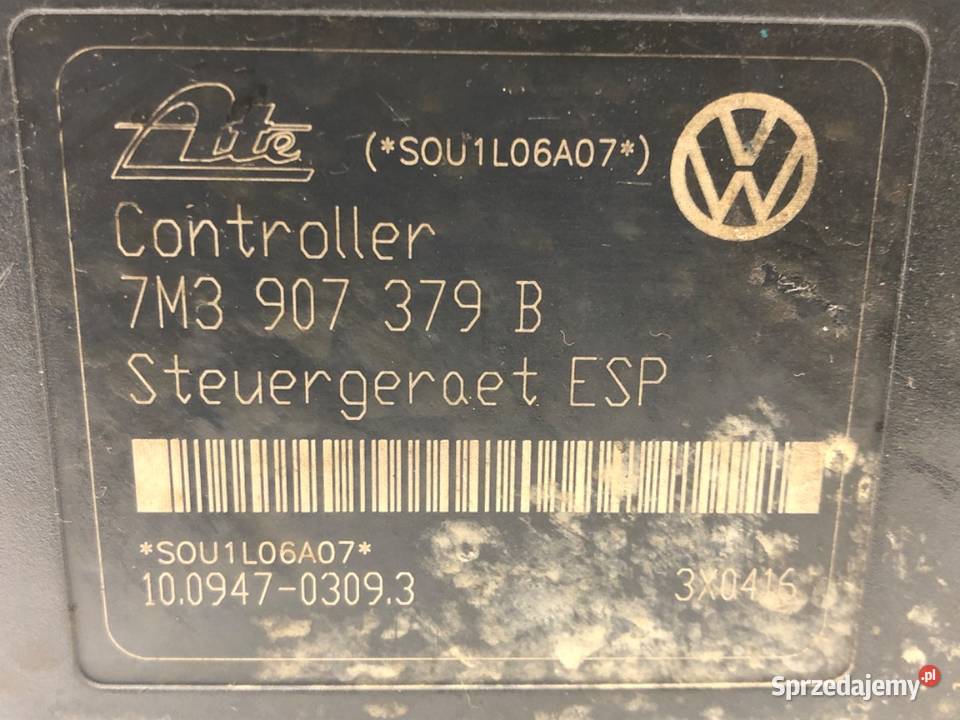 Ate (*SOU1L06A07*)
Controller
7M3 907 379 B
Steuergeraet ESP
*SOU1L06A07*
10.0947-0309.3 3X0416
Sprzedajemy.pl